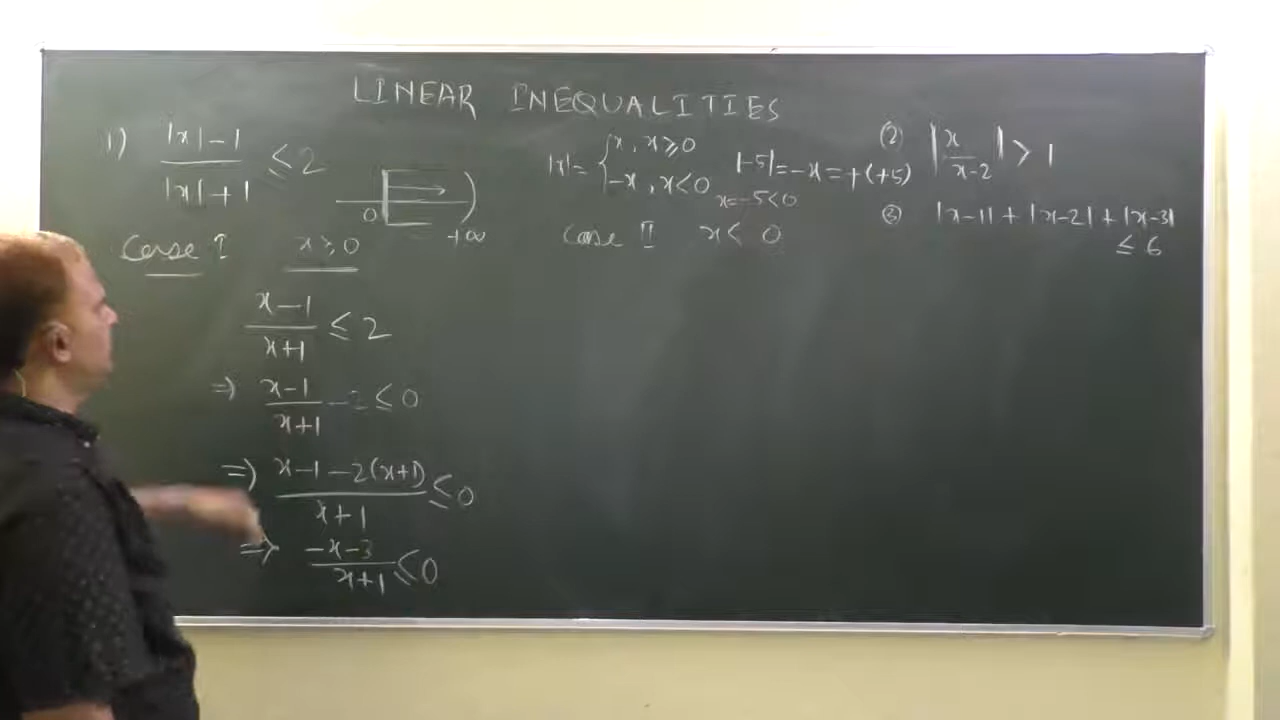 LINEAR INEQUALITIES
1) |x|-1 / |x|+1 ≤ 2
0 +∞
Case I x ≥ 0
x-1 / x+1 ≤ 2
=> x-1 / x+1 - 2 ≤ 0
=> x-1-2(x+1) / x+1 ≤ 0
=> -x-3 / x+1 ≤ 0
|x| = { x, x ≥ 0
-x, x < 0
|-5| = -x = +(+5)
x = -5 < 0
Case II x < 0
(2) |x / x-2| > 1
(3) |x-1| + |x-2| + |x-3|
≤ 6